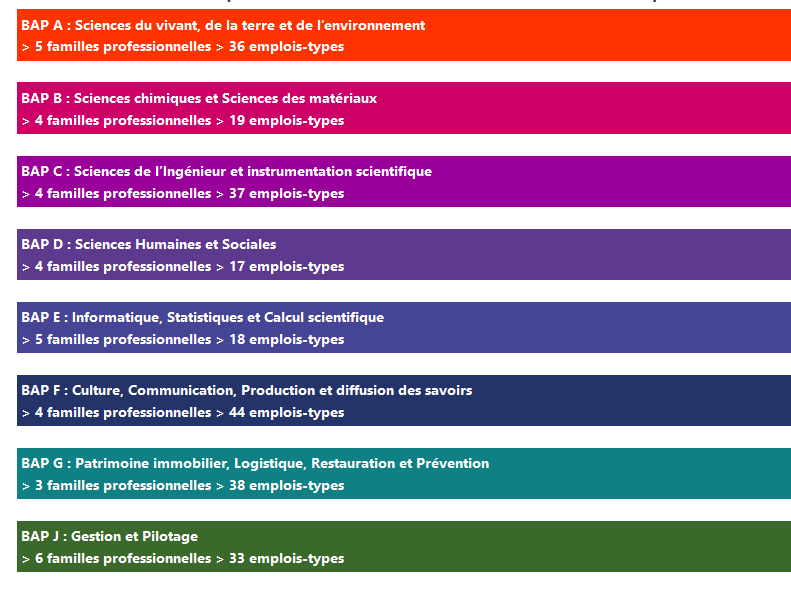 BAP A : Sciences du vivant, de la terre et de l’environnement
> 5 familles professionnelles > 36 emplois-types
BAP B : Sciences chimiques et Sciences des matériaux
> 4 familles professionnelles > 19 emplois-types
BAP C : Sciences de l’Ingénieur et instrumentation scientifique
> 4 familles professionnelles > 37 emplois-types
BAP D : Sciences Humaines et Sociales
> 4 familles professionnelles > 17 emplois-types
BAP E : Informatique, Statistiques et Calcul scientifique
> 5 familles professionnelles > 18 emplois-types
BAP F : Culture, Communication, Production et diffusion des savoirs
> 4 familles professionnelles > 44 emplois-types
BAP G : Patrimoine immobilier, Logistique, Restauration et Prévention
> 3 familles professionnelles > 38 emplois-types
BAP J : Gestion et Pilotage
> 6 familles professionnelles > 33 emplois-types